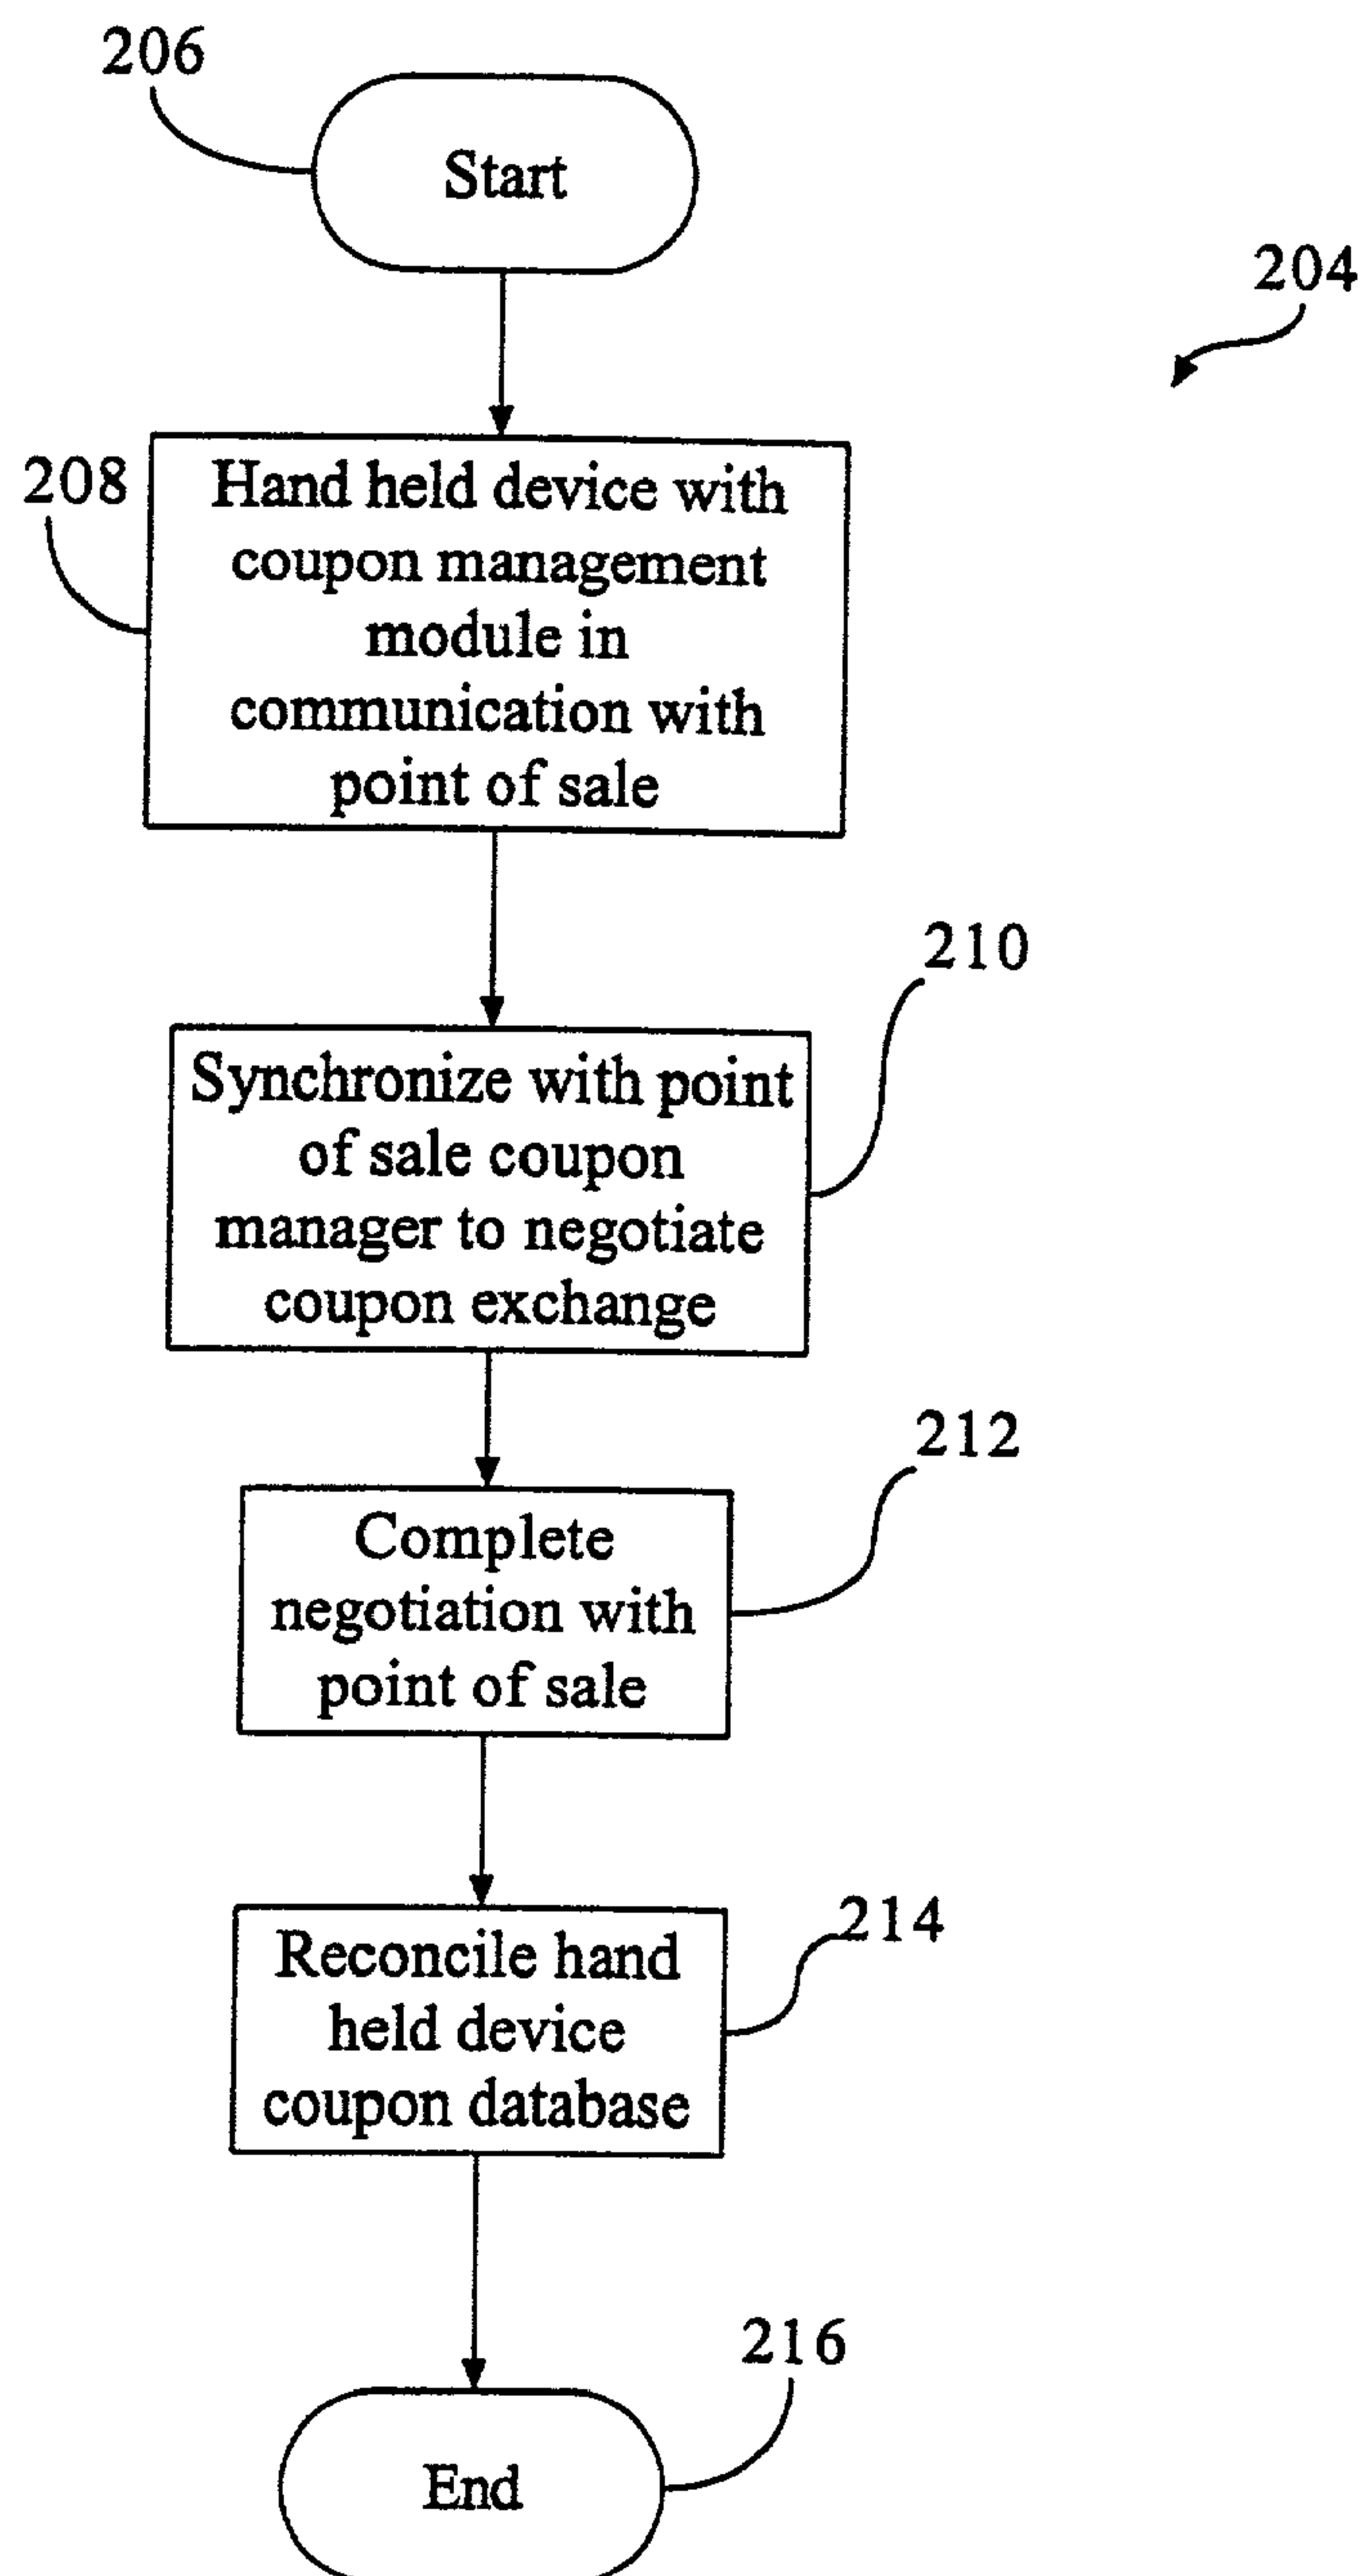 206
Start
204
208
Hand held device with
coupon management
module in
communication with
point of sale
210
Synchronize with point
of sale coupon
manager to negotiate
coupon exchange
212
Complete
negotiation with
point of sale
214
Reconcile hand
held device
coupon database
216
End